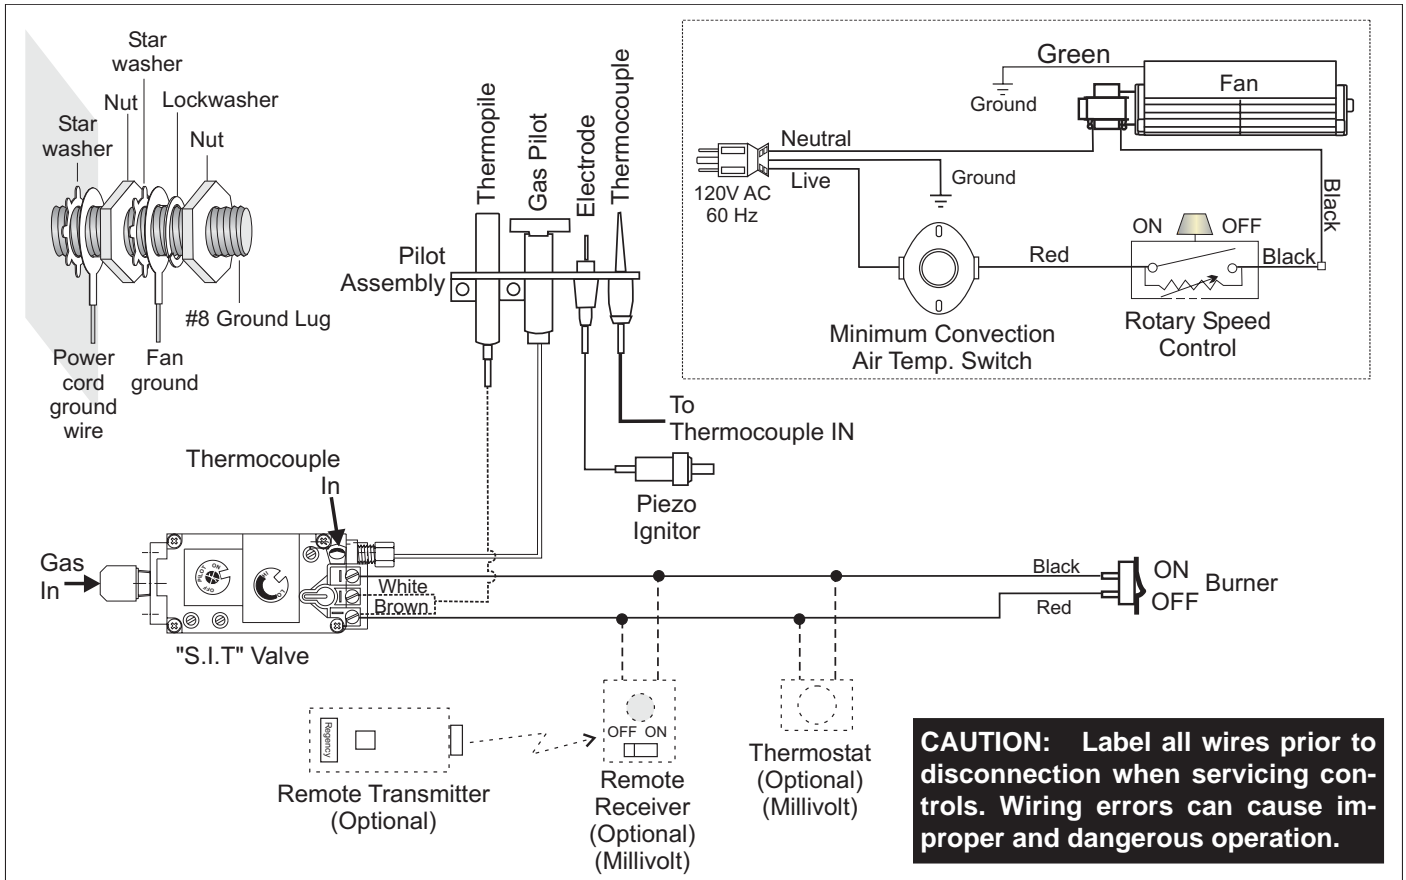 Star
washer
Nut
Lockwasher
Star
washer
Nut
#8 Ground Lug
Power
cord
ground
wire
Fan
ground
Thermopile
Gas Pilot
Electrode
Thermocouple
Pilot
Assembly
To
Thermocouple IN
Piezo
Ignitor
Green
Ground
Fan
Neutral
Live
Ground
120V AC
60 Hz
Black
ON
OFF
Red
Black
Minimum Convection
Air Temp. Switch
Rotary Speed
Control
Thermocouple
In
Gas
In
PILOT
ON
OFF
HI
LO
White
Brown
"S.I.T" Valve
Black
Red
ON
OFF
Burner
Regency
Remote Transmitter
(Optional)
OFF ON
Remote
Receiver
(Optional)
(Millivolt)
Thermostat
(Optional)
(Millivolt)
CAUTION: Label all wires prior to
disconnection when servicing con-
trols. Wiring errors can cause im-
proper and dangerous operation.